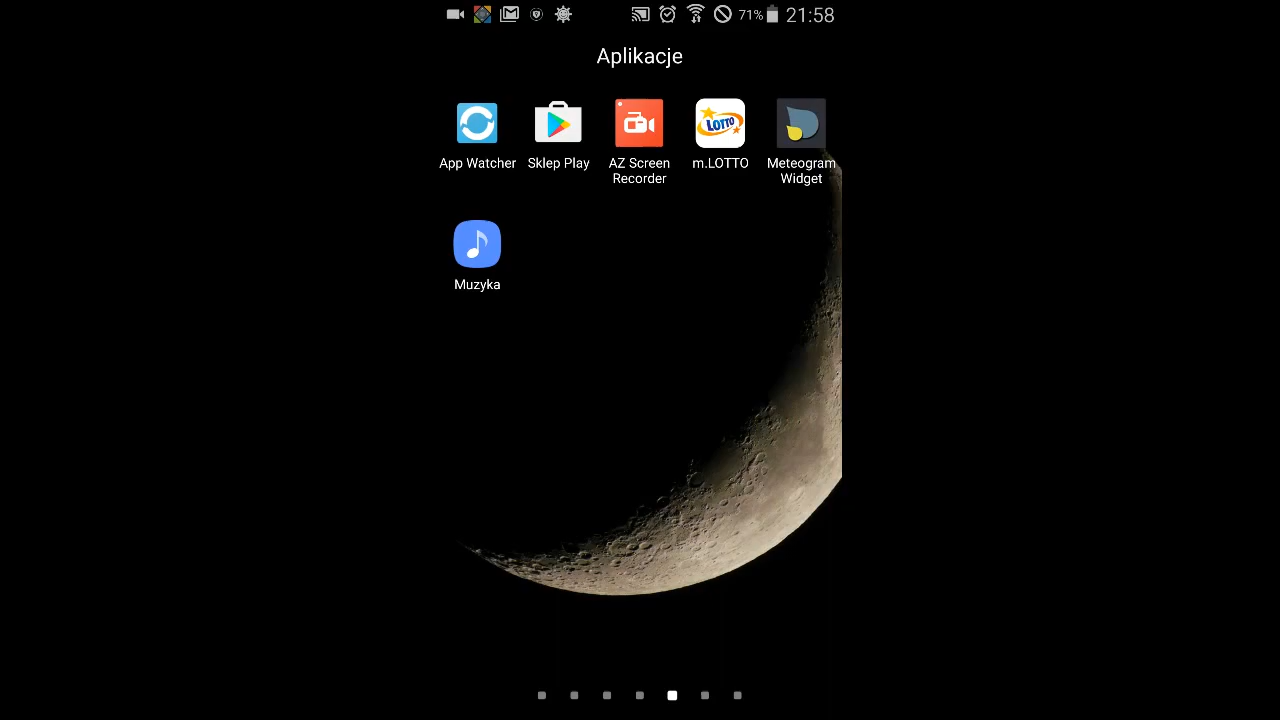 71% 21:58
Aplikacje
LOTTO
App Watcher
Sklep Play
AZ Screen
Recorder
m.LOTTO
Meteogram
Widget
Muzyka